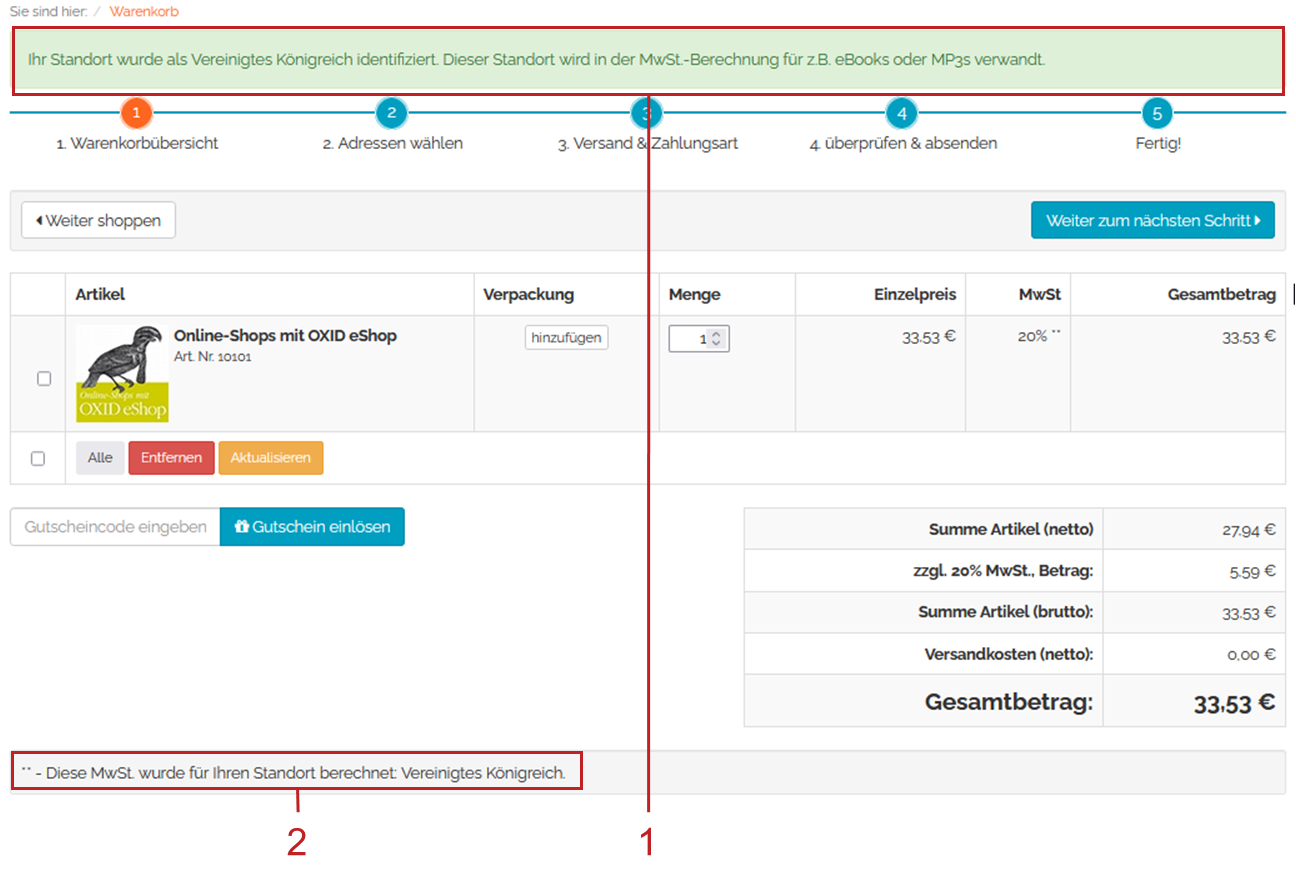 Sie sind hier: / Warenkorb
Ihr Standort wurde als Vereinigtes Königreich identifiziert. Dieser Standort wird in der MwSt.-Berechnung für z.B. eBooks oder MP3s verwandt.
1 2 3 4 5
1. Warenkorbübersicht 2. Adressen wählen 3. Versand & Zahlungsart 4. überprüfen & absenden Fertig!
Weiter shoppen Weiter zum nächsten Schritt
Artikel Verpackung Menge Einzelpreis MwSt Gesamtbetrag
Online-Shops mit OXID eShop hinzufügen 1 33,53 € 20% ** 33,53 €
Art. Nr. 10101
Online-Shops mit
OXID eShop
Alle Entfernen Aktualisieren
Gutscheincode eingeben Gutschein einlösen
Summe Artikel (netto) 27,94 €
zzgl. 20% MwSt., Betrag: 5,59 €
Summe Artikel (brutto): 33,53 €
Versandkosten (netto): 0,00 €
Gesamtbetrag: 33,53 €
** - Diese MwSt. wurde für Ihren Standort berechnet: Vereinigtes Königreich.
2 1